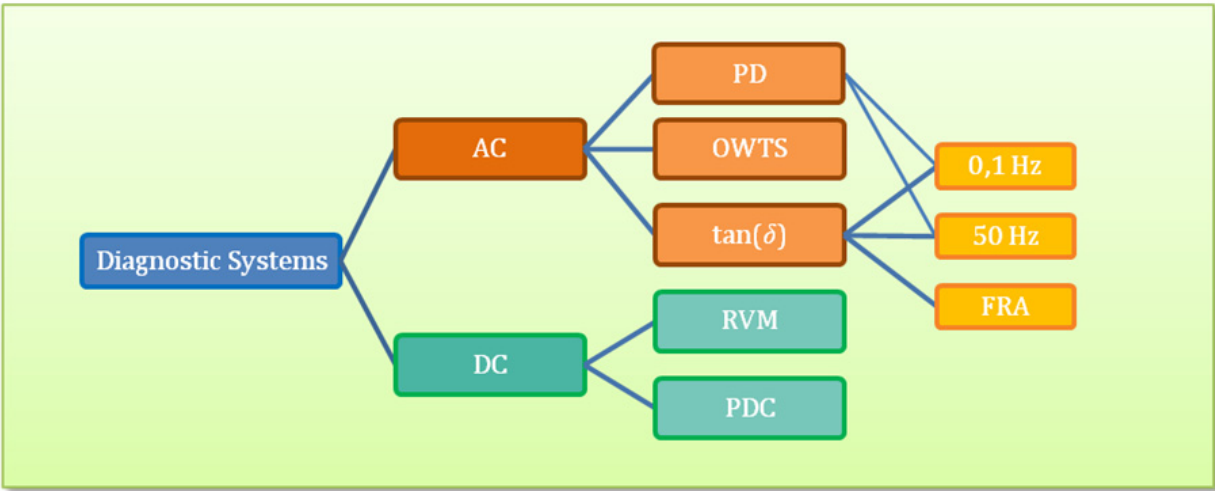 Diagnostic Systems
AC
DC
PD
OWTS
tan(δ)
RVM
PDC
0,1 Hz
50 Hz
FRA